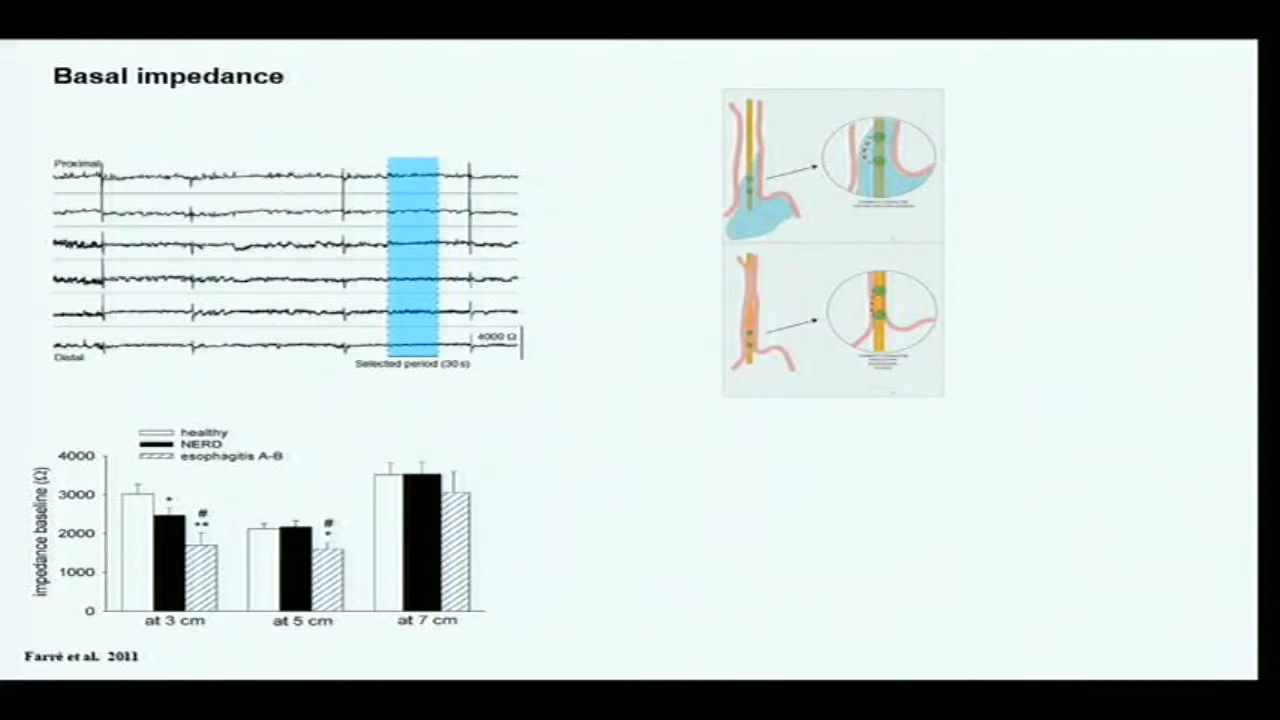 Basal impedance
Proximal
4000 Ω
Distal
Selected period (30 s)
healthy
NERD
esophagitis A-B
impedance baseline (Ω)
4000
3000
2000
1000
0
*
#
**
#
*
at 3 cm
at 5 cm
at 7 cm
Farré et al. 2011